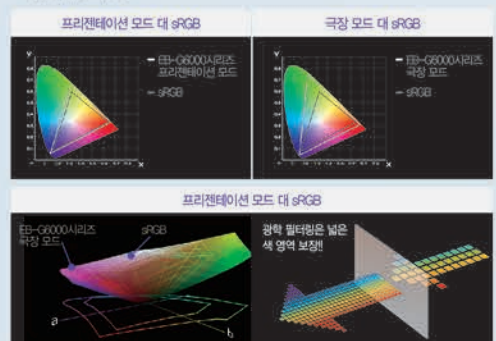 프리젠테이션 모드 대 sRGB
극장 모드 대 sRGB
Y
EB-G6000시리즈
프리젠테이션 모드
sRGB
X
Y
EB-G6000시리즈
극장 모드
sRGB
X
프리젠테이션 모드 대 sRGB
EB-G6000시리즈
극장 모드
sRGB
a
b
광학 필터링은 넓은
색 영역 보장!!